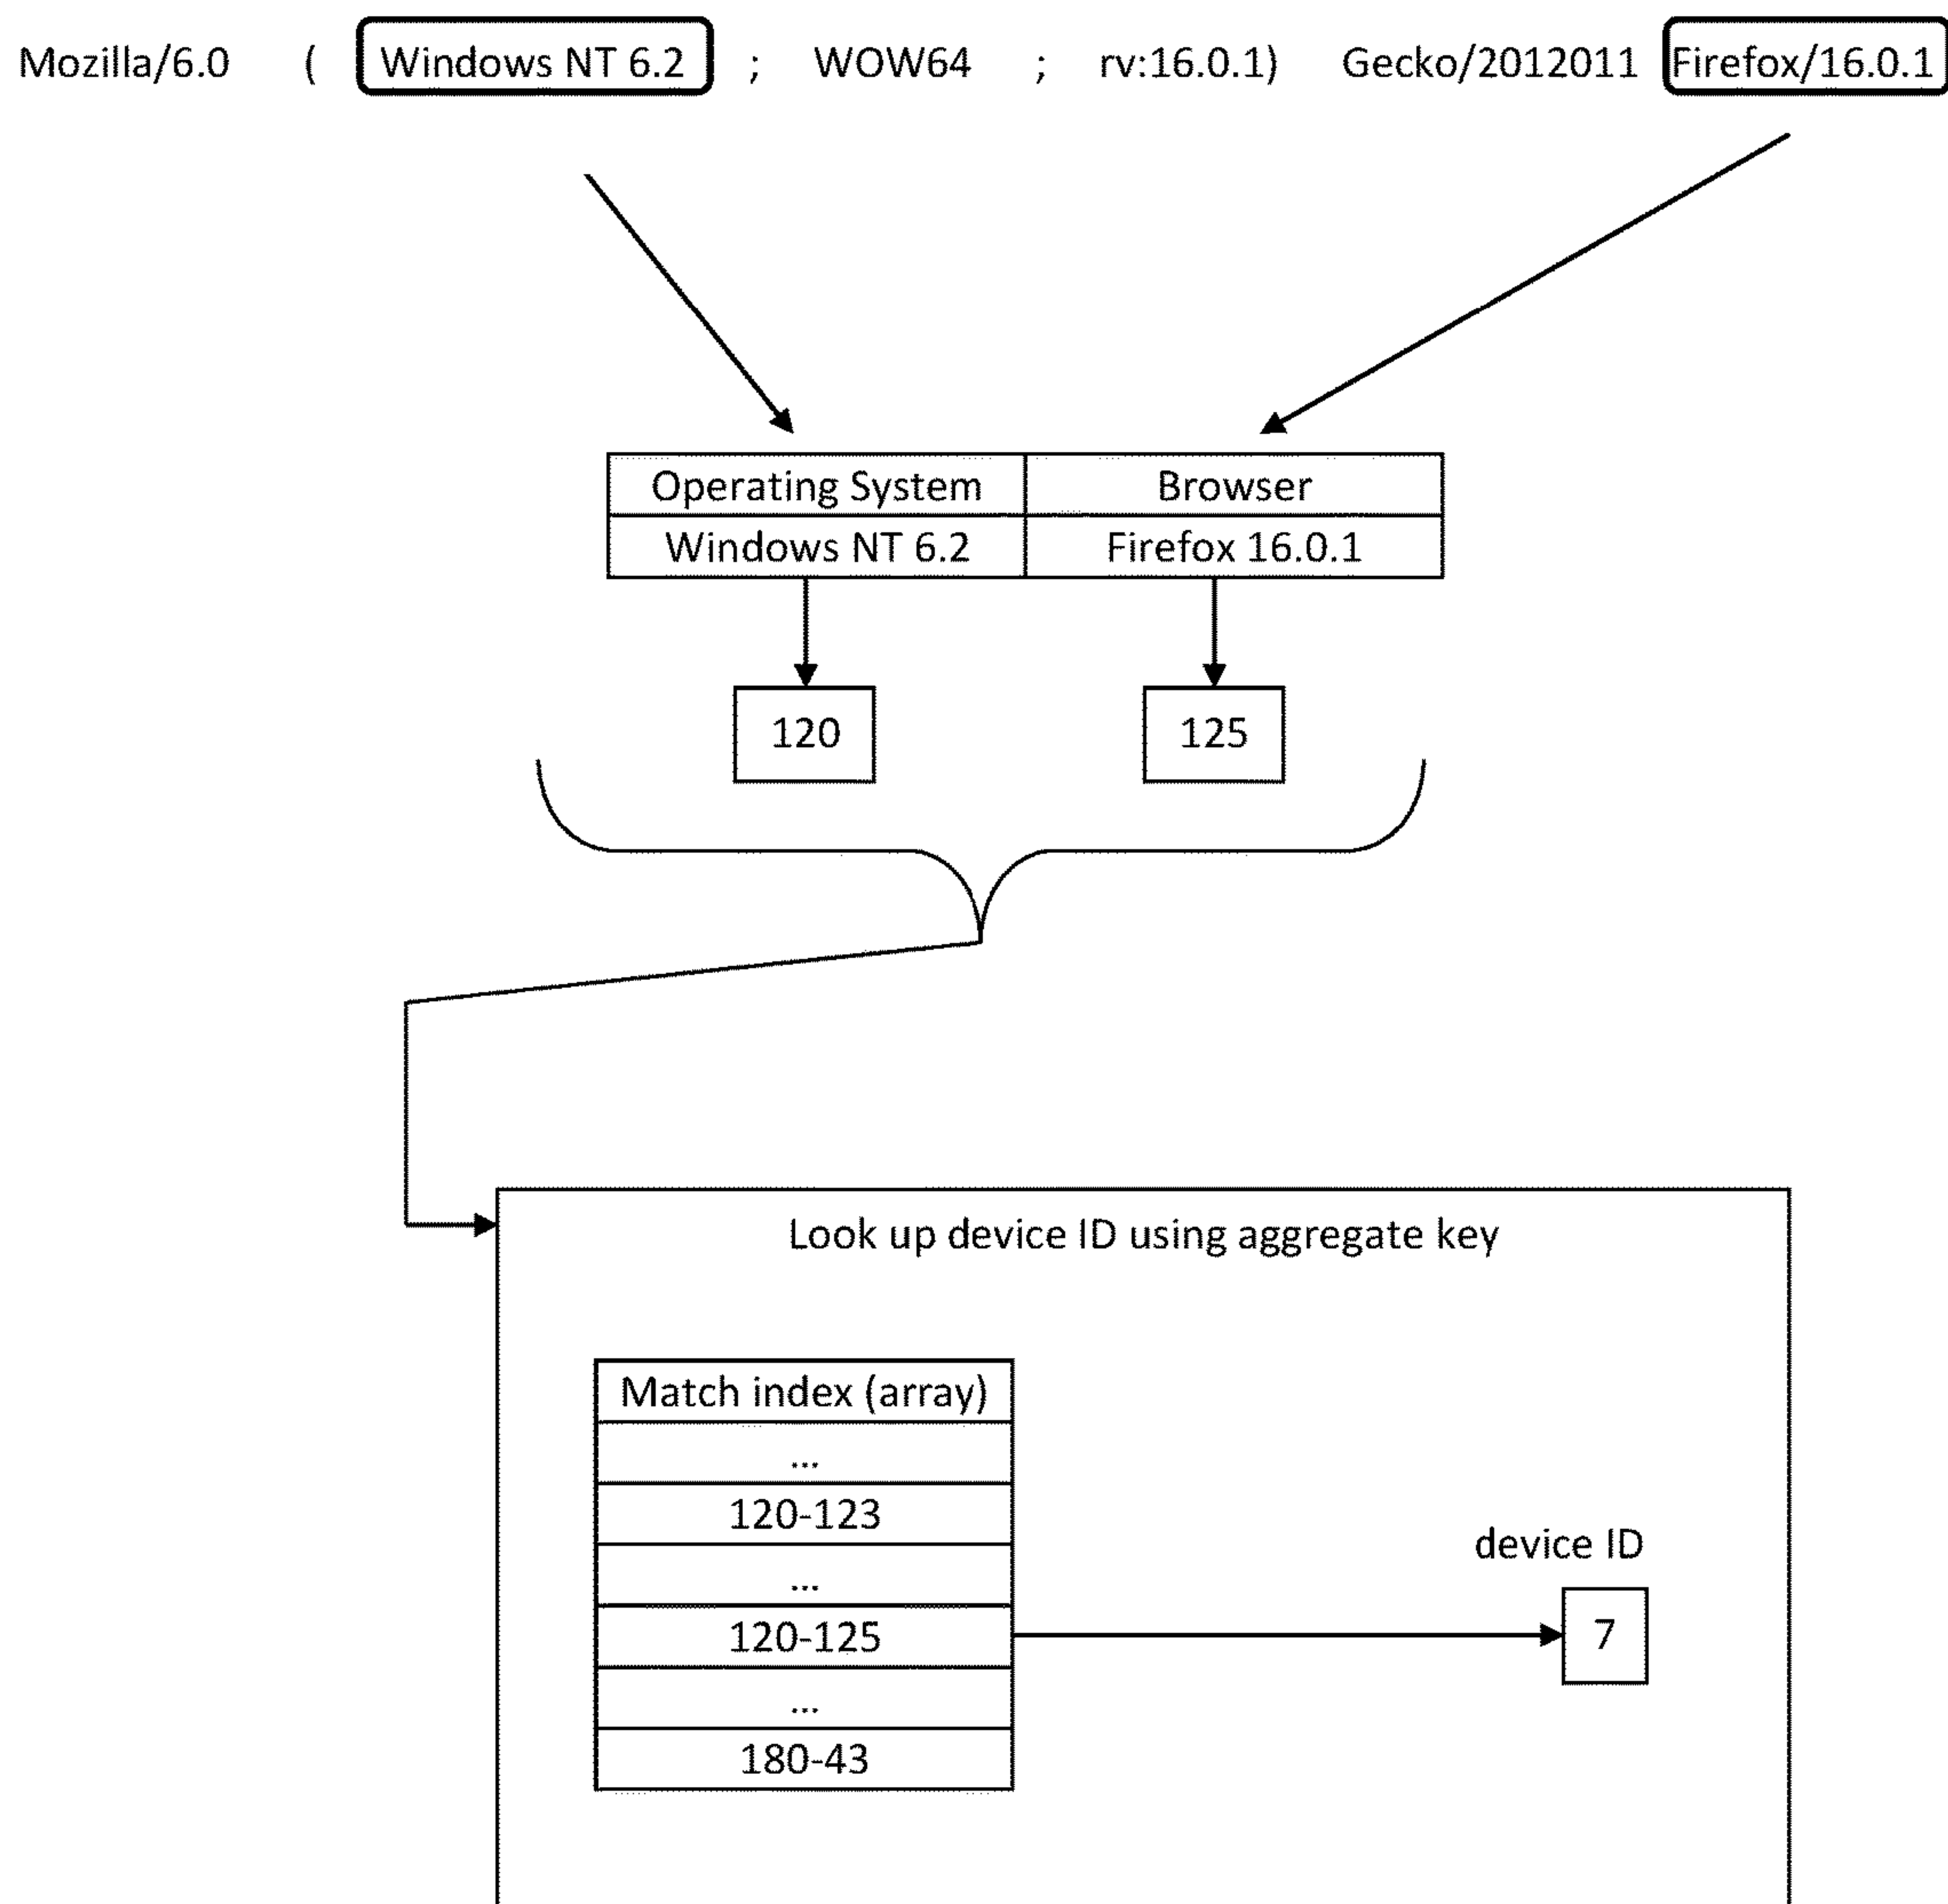 Mozilla/6.0 ( Windows NT 6.2 ; WOW64 ; rv:16.0.1) Gecko/2012011 Firefox/16.0.1
Operating System Browser
Windows NT 6.2 Firefox 16.0.1
120 125
Look up device ID using aggregate key
Match index (array)
...
120-123
...
device ID
120-125 7
...
180-43